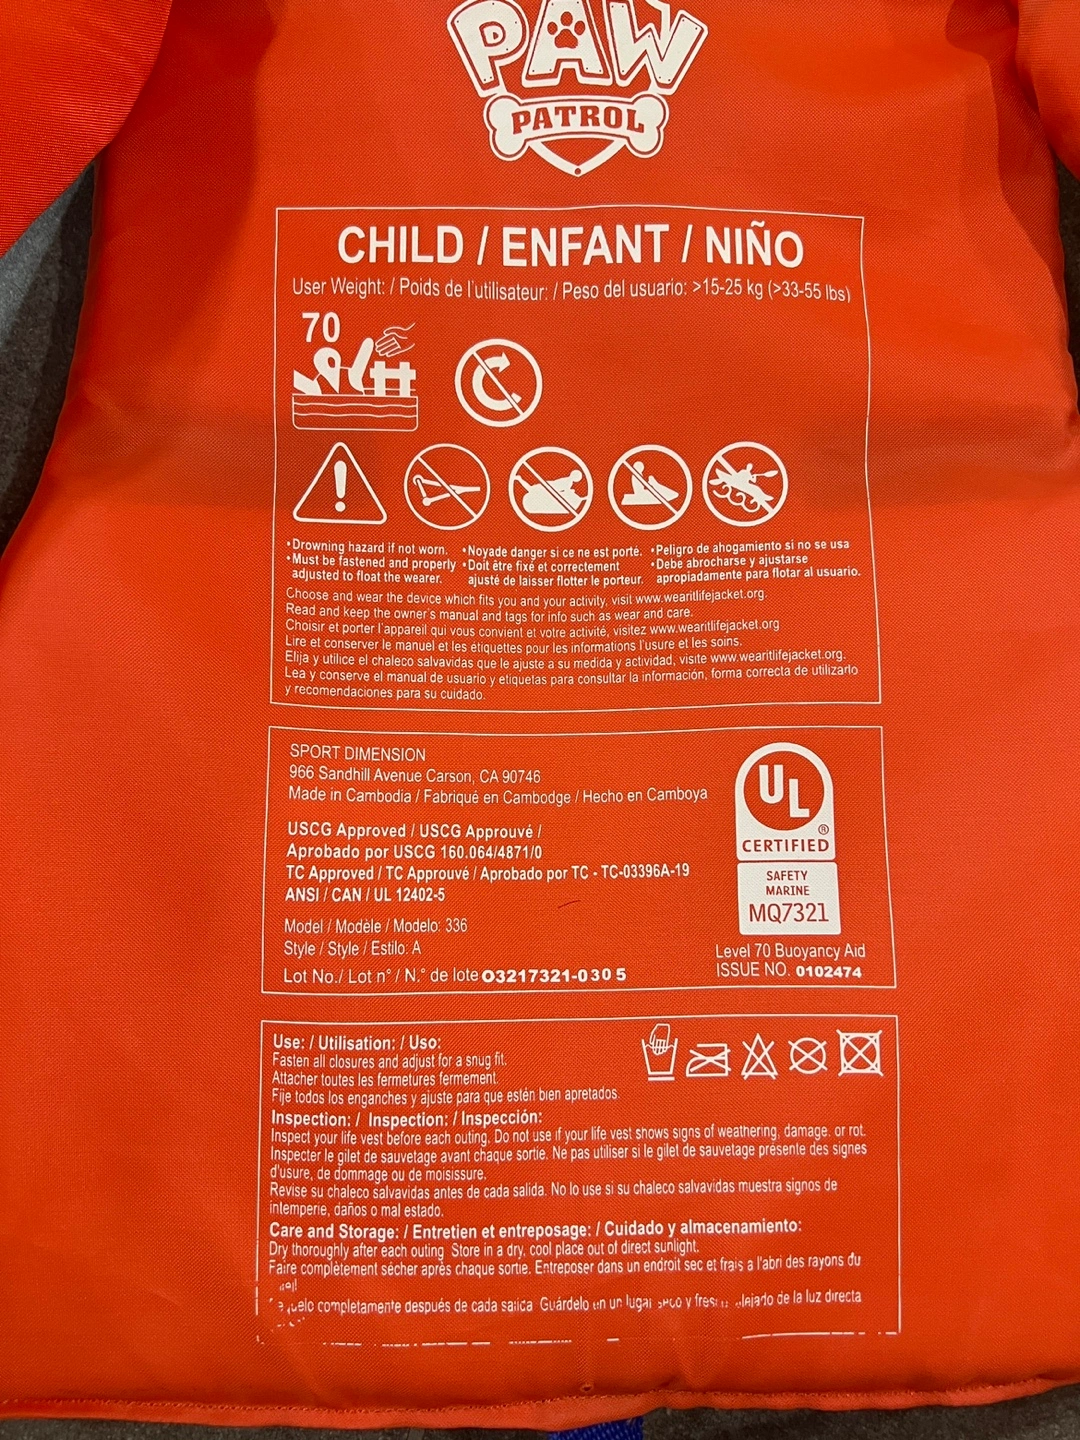 PAW
PATROL
CHILD / ENFANT / NIÑO
User Weight: / Poids de l'utilisateur: / Peso del usuario: >15-25 kg (>33-55 lbs)
70
•Drowning hazard if not worn.
•Must be fastened and properly
adjusted to float the wearer.
•Noyade danger si ce ne est porté.
•Doit être fixé et correctement
ajusté de laisser flotter le porteur.
•Peligro de ahogamiento si no se usa
•Debe abrocharse y ajustarse
apropiadamente para flotar al usuario.
Choose and wear the device which fits you and your activity, visit www.wearitlifejacket.org.
Read and keep the owner's manual and tags for info such as wear and care.
Choisir et porter l'appareil qui vous convient et votre activité, visitez www.wearitlifejacket.org
Lire et conserver le manuel et les étiquettes pour les informations l'usure et les soins.
Elija y utilice el chaleco salvavidas que le ajuste a su medida y actividad, visite www.wearitlifejacket.org.
Lea y conserve el manual de usuario y etiquetas para consultar la información, forma correcta de utilizarlo
y recomendaciones para su cuidado.
SPORT DIMENSION
966 Sandhill Avenue Carson, CA 90746
Made in Cambodia / Fabriqué en Cambodge / Hecho en Camboya
USCG Approved / USCG Approuvé /
Aprobado por USCG 160.064/4871/0
TC Approved / TC Approuvé / Aprobado por TC - TC-03396A-19
ANSI / CAN / UL 12402-5
Model / Modèle / Modelo: 336
Style / Style / Estilo: A
Lot No./ Lot n° / N.° de lote O3217321-0305
UL ®
CERTIFIED
SAFETY
MARINE
MQ7321
Level 70 Buoyancy Aid
ISSUE NO. 0102474
Use: / Utilisation: / Uso:
Fasten all closures and adjust for a snug fit.
Attacher toutes les fermetures fermement.
Fije todos los enganches y ajuste para que estén bien apretados.
Inspection: / Inspection: / Inspección:
Inspect your life vest before each outing. Do not use if your life vest shows signs of weathering, damage. or rot.
Inspecter le gilet de sauvetage avant chaque sortie. Ne pas utiliser si le gilet de sauvetage présente des signes
d'usure, de dommage ou de moisissure.
Revise su chaleco salvavidas antes de cada salida. No lo use si su chaleco salvavidas muestra signos de
intemperie, daños o mal estado.
Care and Storage: / Entretien et entreposage: / Cuidado y almacenamiento:
Dry thoroughly after each outing. Store in a dry, cool place out of direct sunlight.
Faire complètement sécher après chaque sortie. Entreposer dans un endroit sec et frais a l'abri des rayons du
completamente después de cada salida. Guárdelo en un lugar seco y alejado de la luz directa